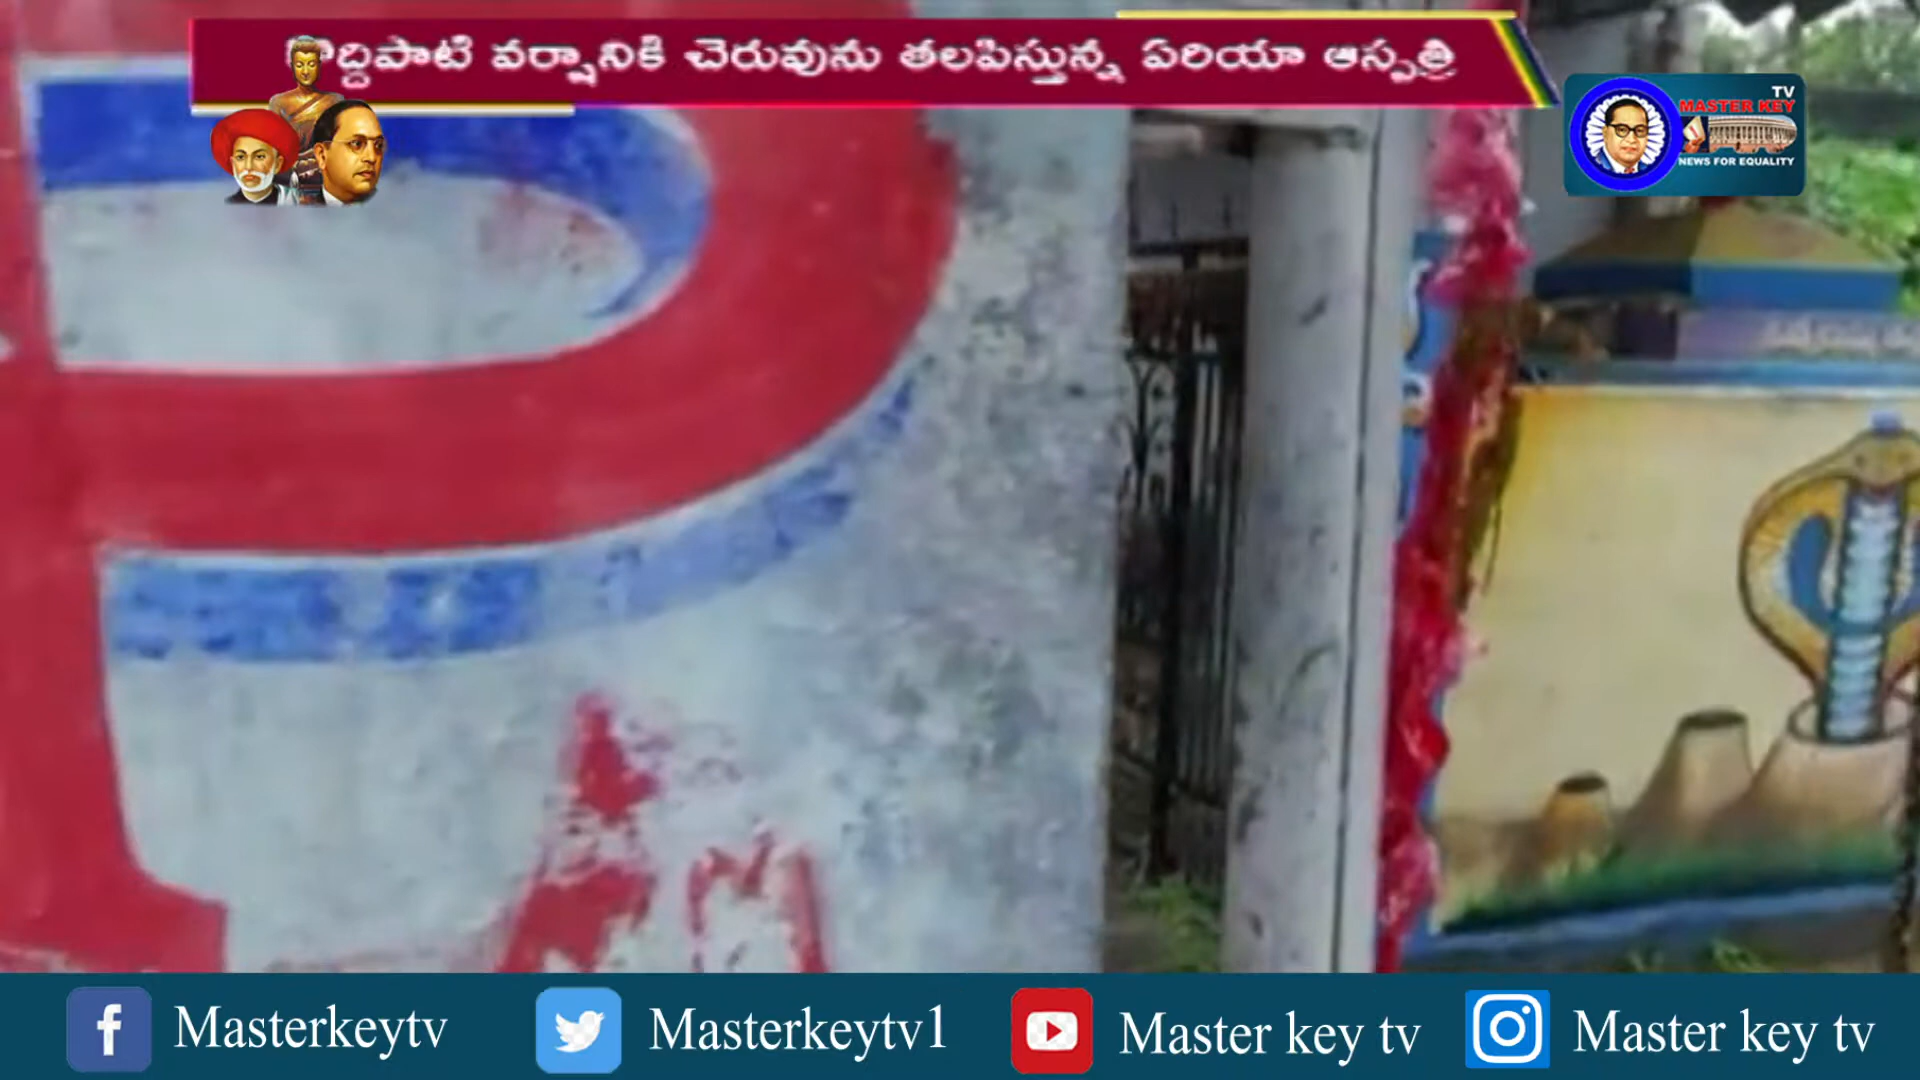 వర్షానికి చెరువును తలపిస్తున్న ఏరియా ఆస్పత్రి
TV
MASTER KEY
NEWS FOR EQUALITY
P
Masterkeytv
Masterkeytv1
Master key tv
Master key tv